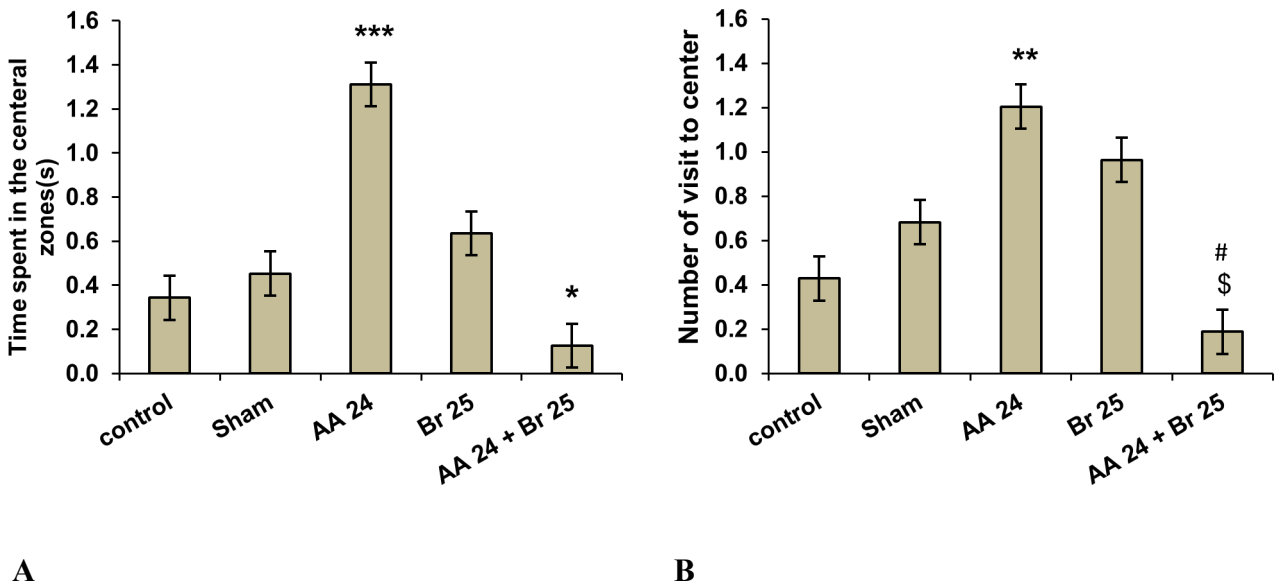 Time spent in the centeral
zones(s)
1.6
1.4
1.2
1.0
0.8
0.6
0.4
0.2
0.0
***
*
control
Sham
AA 24
Br 25
AA 24 + Br 25
A
Number of visit to center
1.6
1.4
1.2
1.0
0.8
0.6
0.4
0.2
0.0
**
#
$
control
Sham
AA 24
Br 25
AA 24 + Br 25
B